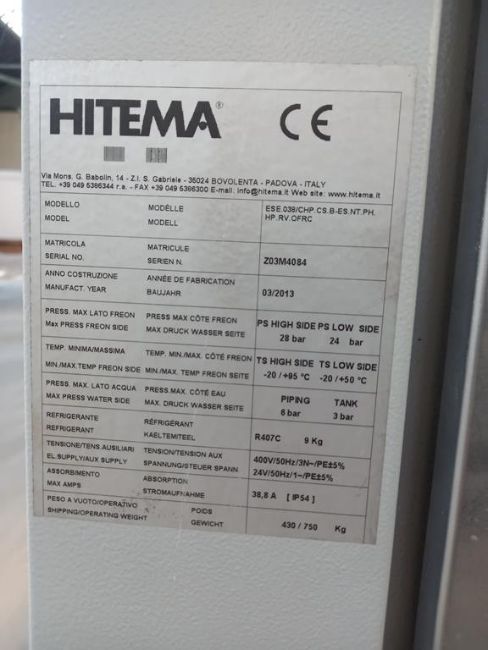 HITEMA® CE
Via Mons. G. Babolin, 14 - Z.I. S. Gabriele - 35024 BOVOLENTA - PADOVA - ITALY
TEL. +39 049 5386344 r.a. - FAX +39 049 5386300 E-mail: info@hitema.it Web site: www.hitema.it
MODELLO MODÈLLE ESE.038/CHP.CS.B-ES.NT.PH.
MODEL MODELL HP.RV.OFRC
MATRICOLA MATRICULE
SERIAL NO. SERIEN N. Z03M4084
ANNO COSTRUZIONE ANNÉE DE FABRICATION
MANUFACT. YEAR BAUJAHR 03/2013
PRESS. MAX LATO FREON PRESS MAX CÔTE FREON PS HIGH SIDE PS LOW SIDE
Max PRESS FREON SIDE MAX DRUCK WASSER SEITE 28 bar 24 bar
TEMP. MINIMA/MASSIMA TEMP. MIN./MAX. CÔTE FREON TS HIGH SIDE TS LOW SIDE
MIN./MAX.TEMP FREON SIDE MIN./MAX. TEMP FREON SEITE -20 /+95 °C -20 /+50 °C
PRESS. MAX LATO ACQUA PRESS MAX CÔTÉ EAU PIPING TANK
MAX PRESS WATER SIDE MAX. DRUCK WASSER SEITE 6 bar 3 bar
REFRIGERANTE RÉFRIGÉRANT
REFRIGERANT KAELTEMITEEL R407C 9 Kg
TENSIONE/TENS.AUSILIARI TENSION/TENSION AUX 400V/50Hz/3N~/PE±5%
EL.SUPPLY/AUX.SUPPLY SPANNUNG/STEUER SPANN 24V/50Hz/1~/PE±5%
ASSORBIMENTO ABSORPTION
MAX AMPS STROMAUFNAHME 38,8 A [ IP54 ]
PESO A VUOTO/OPERATIVO POIDS
SHIPPING/OPERATING WEIGHT GEWICHT 430 / 750 Kg